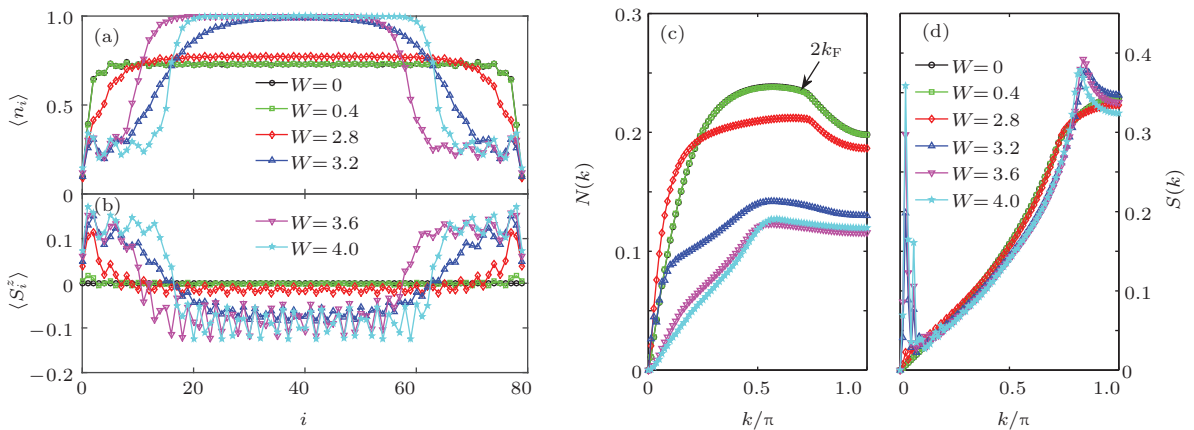 (a)
1.0
0.5
0
⟨n_i⟩
W=0
W=0.4
W=2.8
W=3.2
(b)
0.1
0
−0.1
−0.2
⟨S_i^z⟩
W=3.6
W=4.0
0 20 40 60 80
i
(c)
2k_F
0.3
0.2
0.1
0
N(k)
0 0.5 1.0
k/π
(d)
W=0
W=0.4
W=2.8
W=3.2
W=3.6
W=4.0
0.4
0.3
0.2
0.1
0
S(k)
0 0.5 1.0
k/π